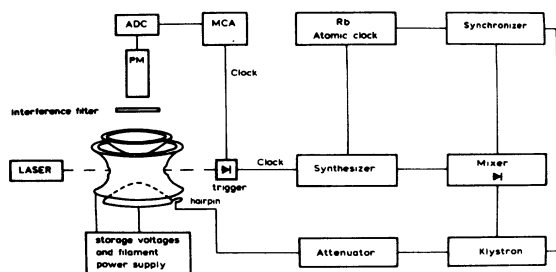 ADC
MCA
Rb
Atomic clock
Synchronizer
PM
Clock
Interference filter
LASER
Clock
trigger
Synthesizer
Mixer
hairpin
storage voltages
and filament
power supply
Attenuator
Klystron